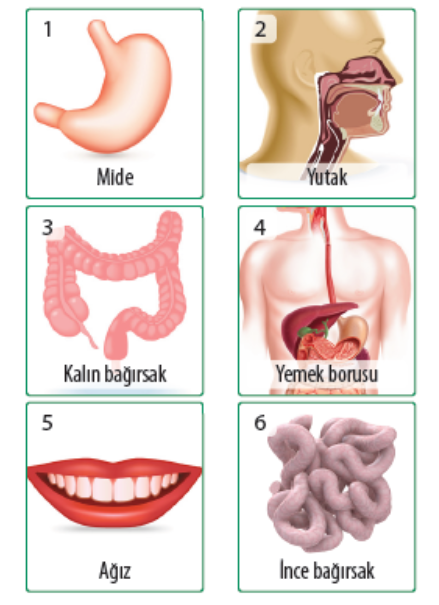 1
Mide
2
Yutak
3
Kalın bağırsak
4
Yemek borusu
5
Ağız
6
İnce bağırsak